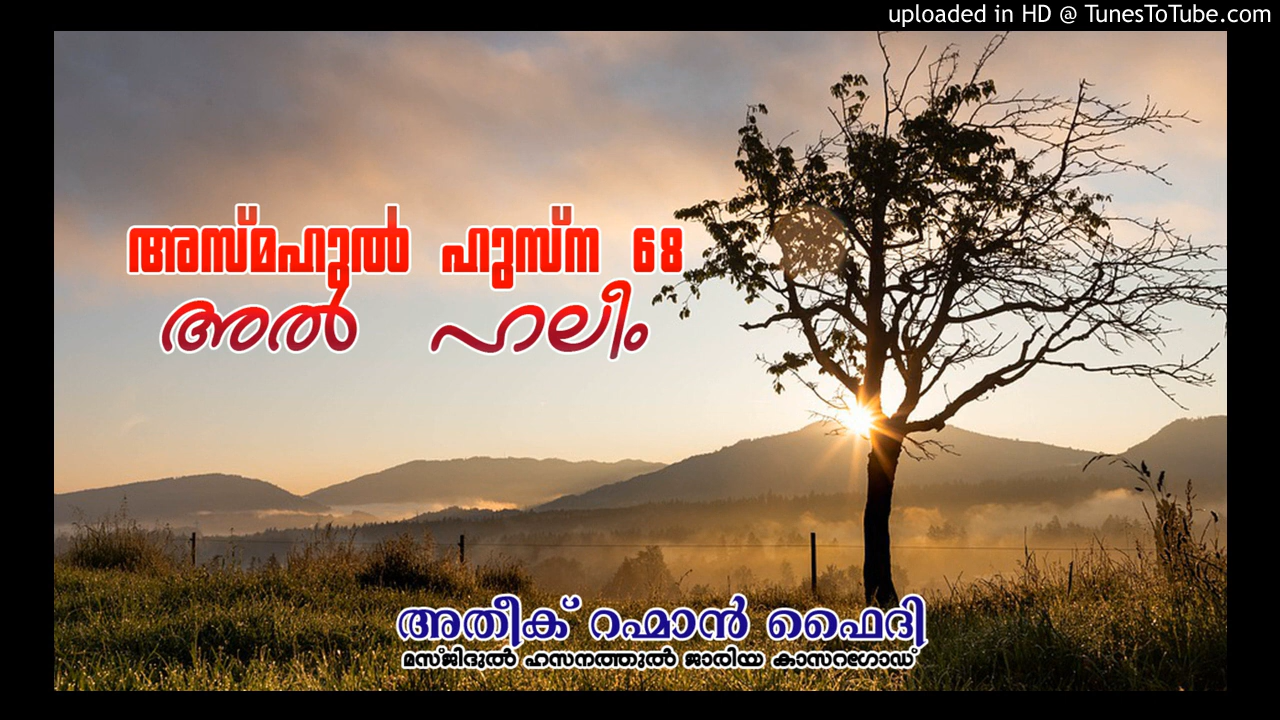 uploaded in HD @ TunesToTube.com
അസ്മഹുൽ ഹുസ്ന 68
അൽ ഹലീം
അതീക് റഹ്മാൻ ഫൈദി
മസ്ജിദുൽ ഹസനത്തുൽ ജാരിയ കാസറഗോഡ്